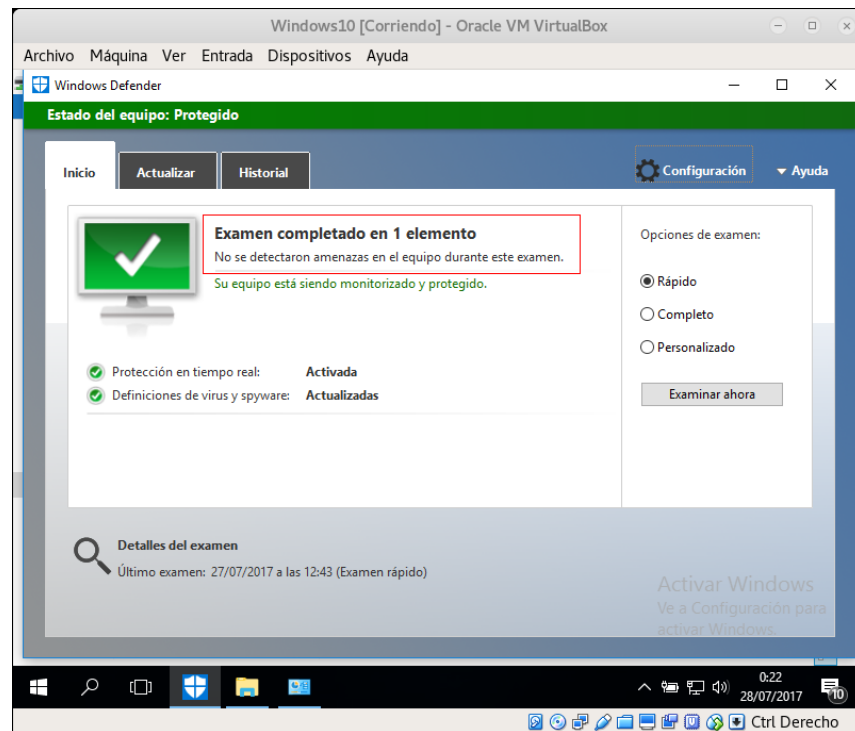 Windows10 [Corriendo] - Oracle VM VirtualBox
Archivo Máquina Ver Entrada Dispositivos Ayuda
Windows Defender
Estado del equipo: Protegido
Inicio Actualizar Historial Configuración Ayuda
Examen completado en 1 elemento
No se detectaron amenazas en el equipo durante este examen.
Su equipo está siendo monitorizado y protegido.
Protección en tiempo real: Activada
Definiciones de virus y spyware: Actualizadas
Opciones de examen:
Rápido
Completo
Personalizado
Examinar ahora
Detalles del examen
Último examen: 27/07/2017 a las 12:43 (Examen rápido)
Activar Windows
Ve a Configuración para
activar Windows.
0:22
28/07/2017
10
Ctrl Derecho